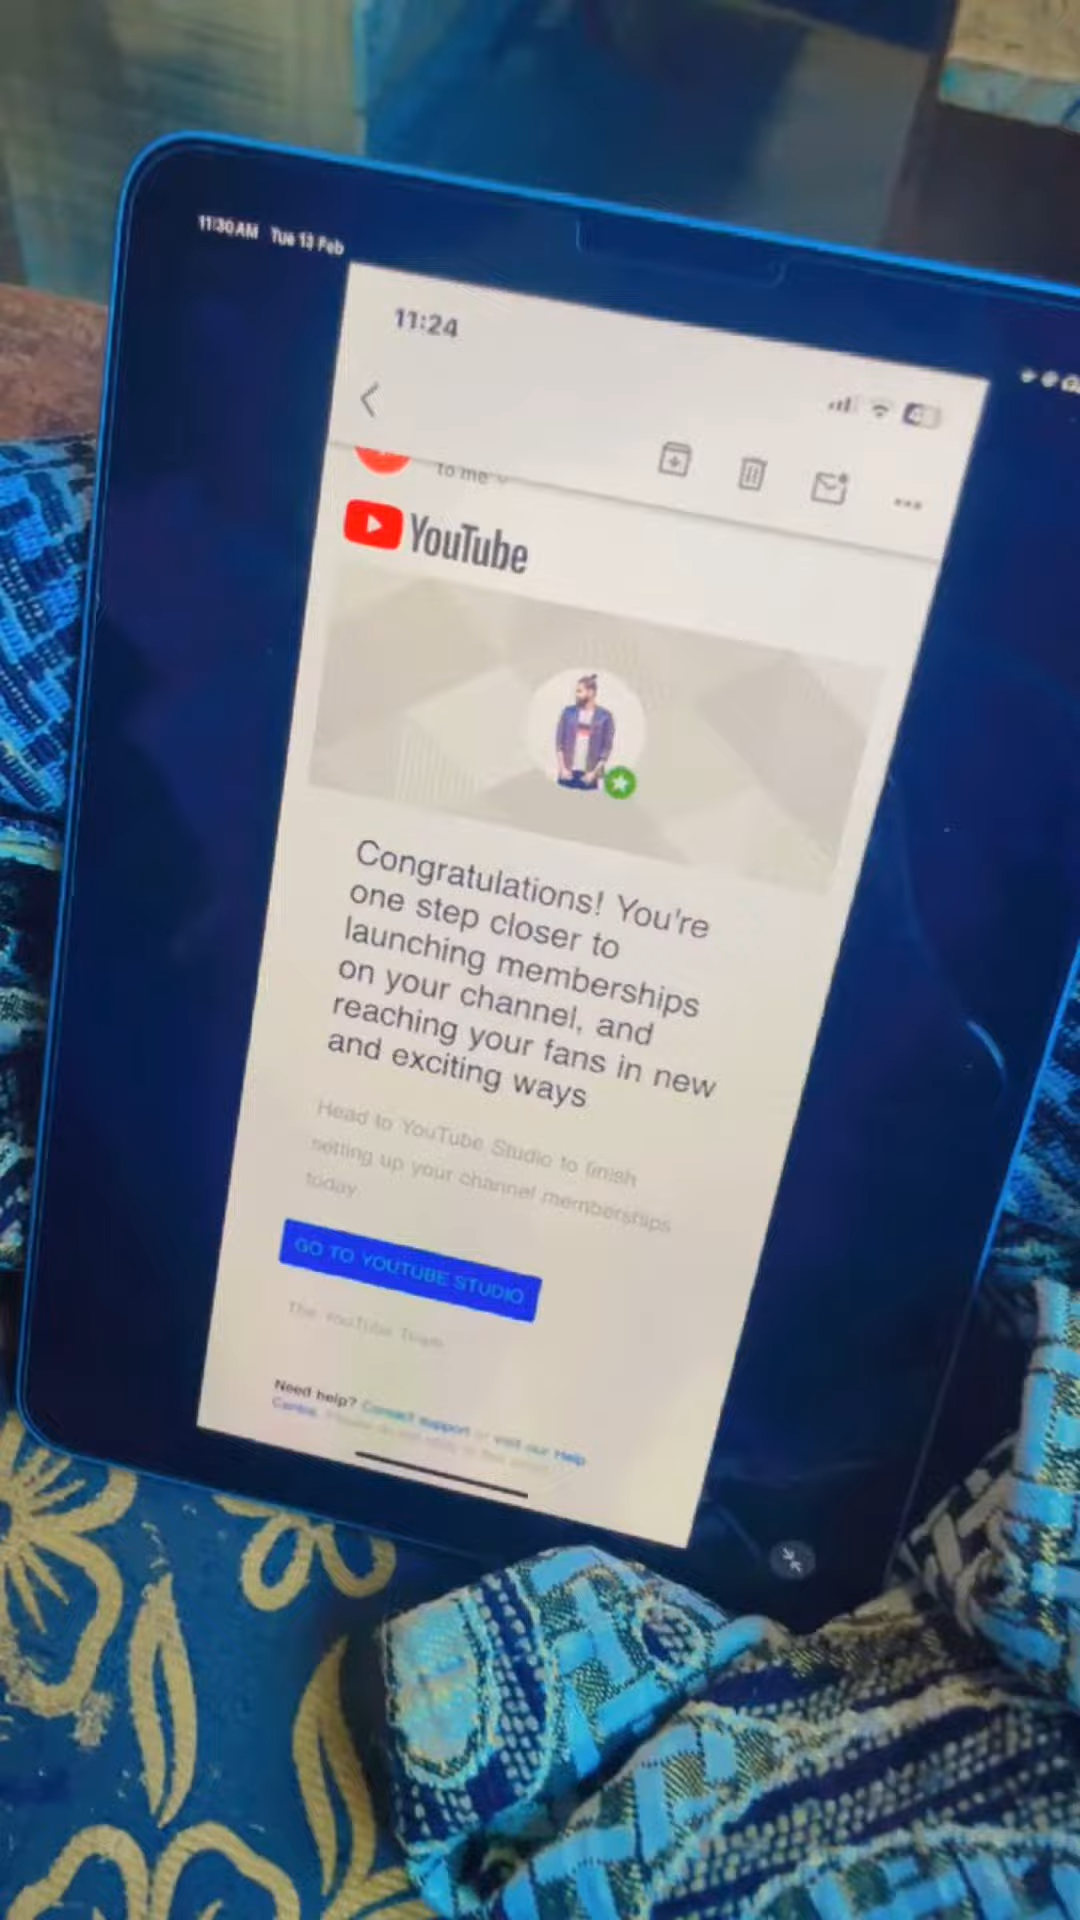 11:30 AM Tue 13 Feb
11:24
to me
YouTube
Congratulations! You're
one step closer to
launching memberships
on your channel, and
reaching your fans in new
and exciting ways
Head to YouTube Studio to finish
setting up your channel memberships
today
GO TO YOUTUBE STUDIO
The YouTube Team
Need help? Contact support or visit our Help
Centre.